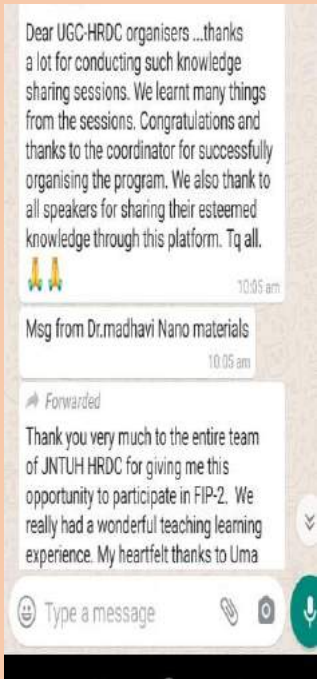 Dear UGC-HRDC organisers ...thanks
a lot for conducting such knowledge
sharing sessions. We learnt many things
from the sessions. Congratulations and
thanks to the coordinator for successfully
organising the program. We also thank to
all speakers for sharing their esteemed
knowledge through this platform. Tq all.
🙏🙏
10:05 am
Msg from Dr.madhavi Nano materials
10:05 am
Forwarded
Thank you very much to the entire team
of JNTUH HRDC for giving me this
opportunity to participate in FIP-2. We
really had a wonderful teaching learning
experience. My heartfelt thanks to Uma
Type a message